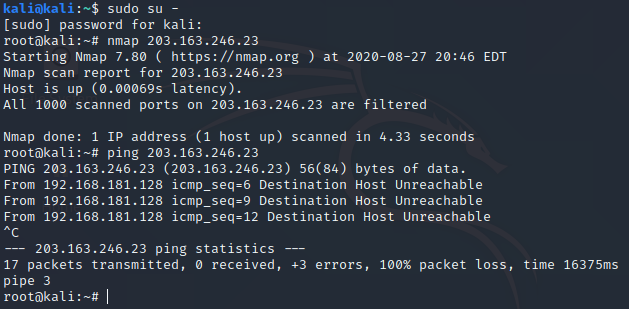 kali@kali:~$ sudo su -
[sudo] password for kali:
root@kali:~# nmap 203.163.246.23
Starting Nmap 7.80 ( https://nmap.org ) at 2020-08-27 20:46 EDT
Nmap scan report for 203.163.246.23
Host is up (0.00069s latency).
All 1000 scanned ports on 203.163.246.23 are filtered

Nmap done: 1 IP address (1 host up) scanned in 4.33 seconds
root@kali:~# ping 203.163.246.23
PING 203.163.246.23 (203.163.246.23) 56(84) bytes of data.
From 192.168.181.128 icmp_seq=6 Destination Host Unreachable
From 192.168.181.128 icmp_seq=9 Destination Host Unreachable
From 192.168.181.128 icmp_seq=12 Destination Host Unreachable
^C
--- 203.163.246.23 ping statistics ---
17 packets transmitted, 0 received, +3 errors, 100% packet loss, time 16375ms
pipe 3
root@kali:~#